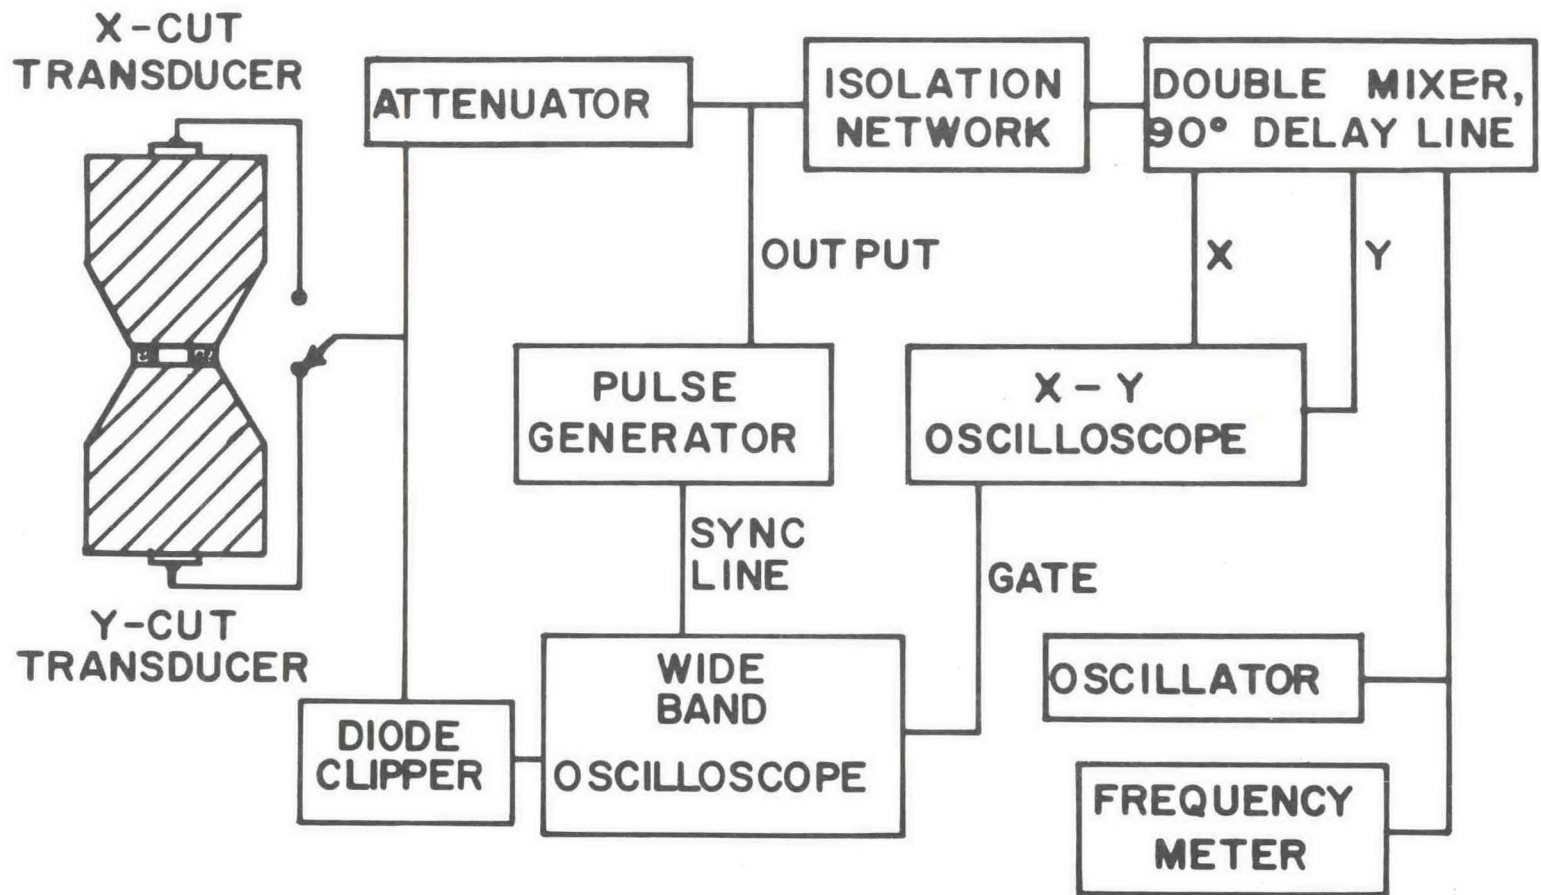 X-CUT
TRANSDUCER
ATTENUATOR
ISOLATION
NETWORK
DOUBLE MIXER,
90° DELAY LINE
OUTPUT
X
Y
PULSE
GENERATOR
X-Y
OSCILLOSCOPE
SYNC
LINE
GATE
Y-CUT
TRANSDUCER
WIDE
BAND
OSCILLOSCOPE
OSCILLATOR
DIODE
CLIPPER
FREQUENCY
METER